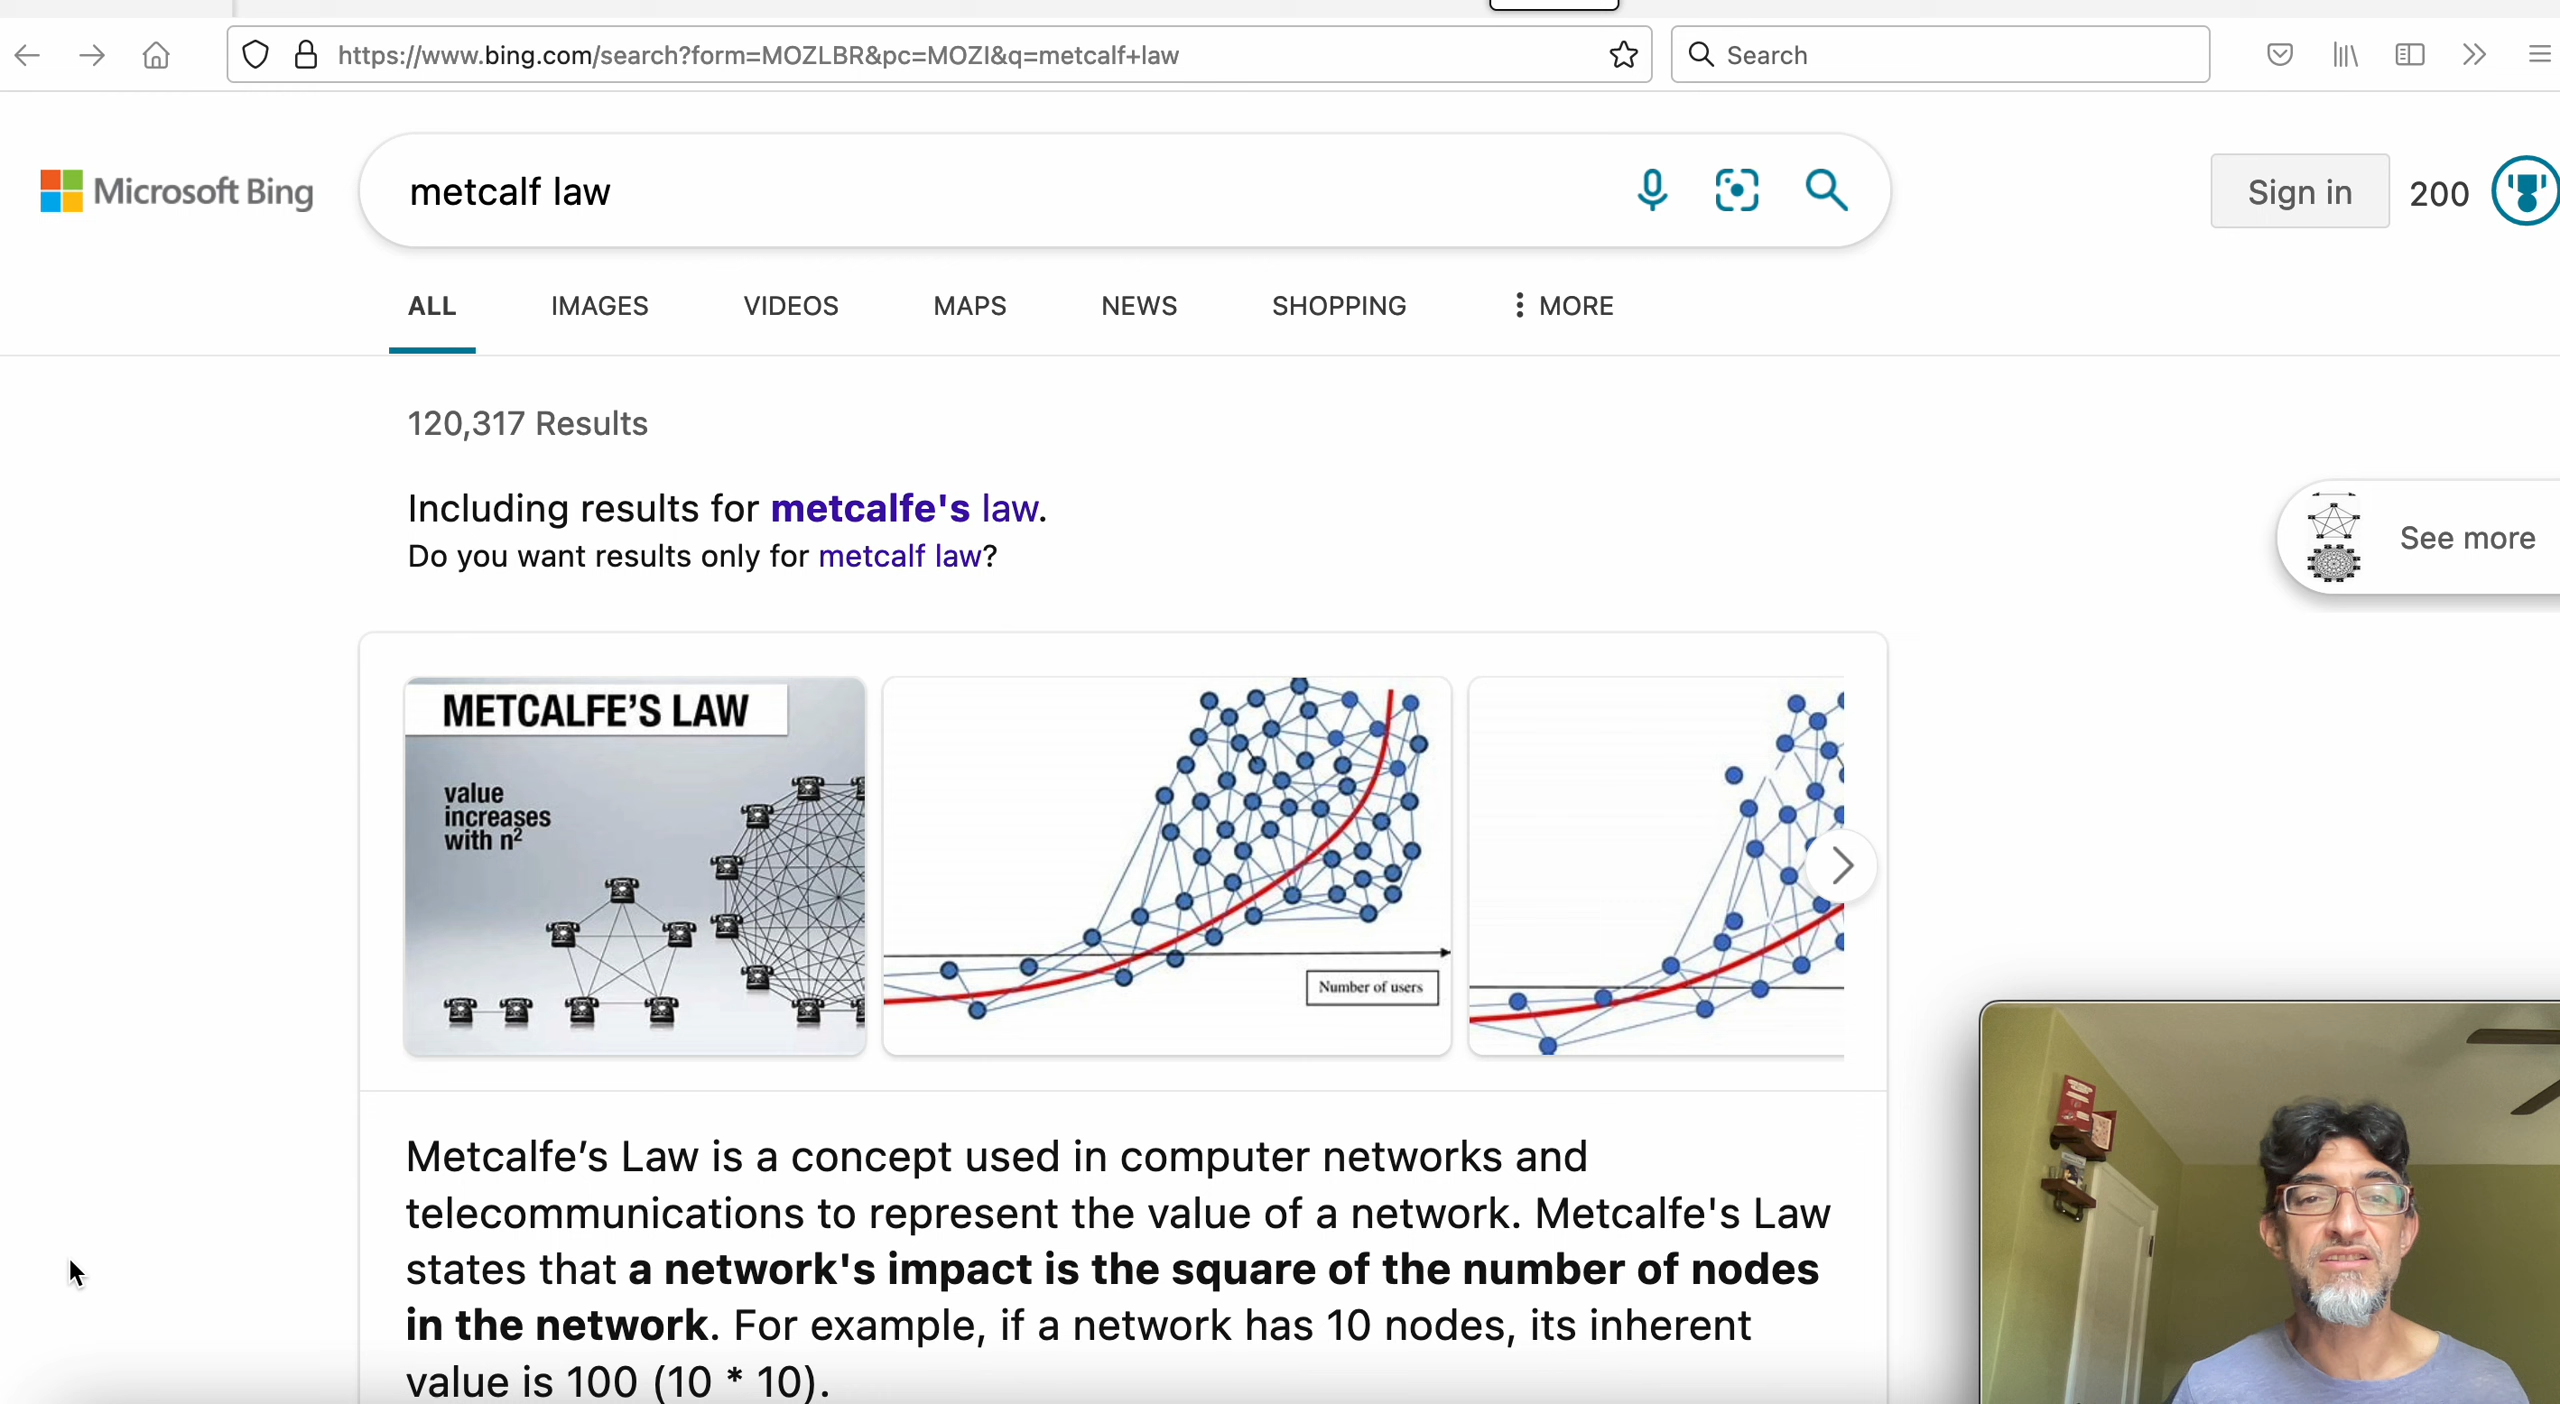 https://www.bing.com/search?form=MOZLBR&pc=MOZI&q=metcalf+law
Search
Microsoft Bing
metcalf law
Sign in
200
ALL
IMAGES
VIDEOS
MAPS
NEWS
SHOPPING
MORE
120,317 Results
Including results for metcalfe's law.
Do you want results only for metcalf law?
See more
METCALFE'S LAW
value
increases
with n²
Number of users
Metcalfe's Law is a concept used in computer networks and
telecommunications to represent the value of a network. Metcalfe's Law
states that a network's impact is the square of the number of nodes
in the network. For example, if a network has 10 nodes, its inherent
value is 100 (10 * 10).